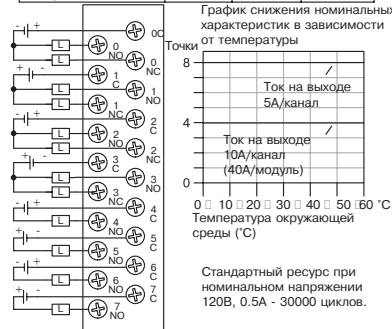 График снижения номинальных
характеристик в зависимости
от температуры
Точки
8
4
0
Ток на выходе
5А/канал
Ток на выходе
10А/канал
(40А/модуль)
0 10 20 30 40 50 60 °C
Температура окружающей
среды (°C)
Стандартный ресурс при
номинальном напряжении
120В, 0.5А - 30000 циклов.
0C
L
0
NO
0
NC
1
C
L
1
NO
L
1
NC
2
C
L
2
NO
L
2
NC
3
C
L
3
NO
L
3
NC
4
C
L
4
NO
5
C
L
5
NO
6
C
L
6
NO
7
C
L
7
NO